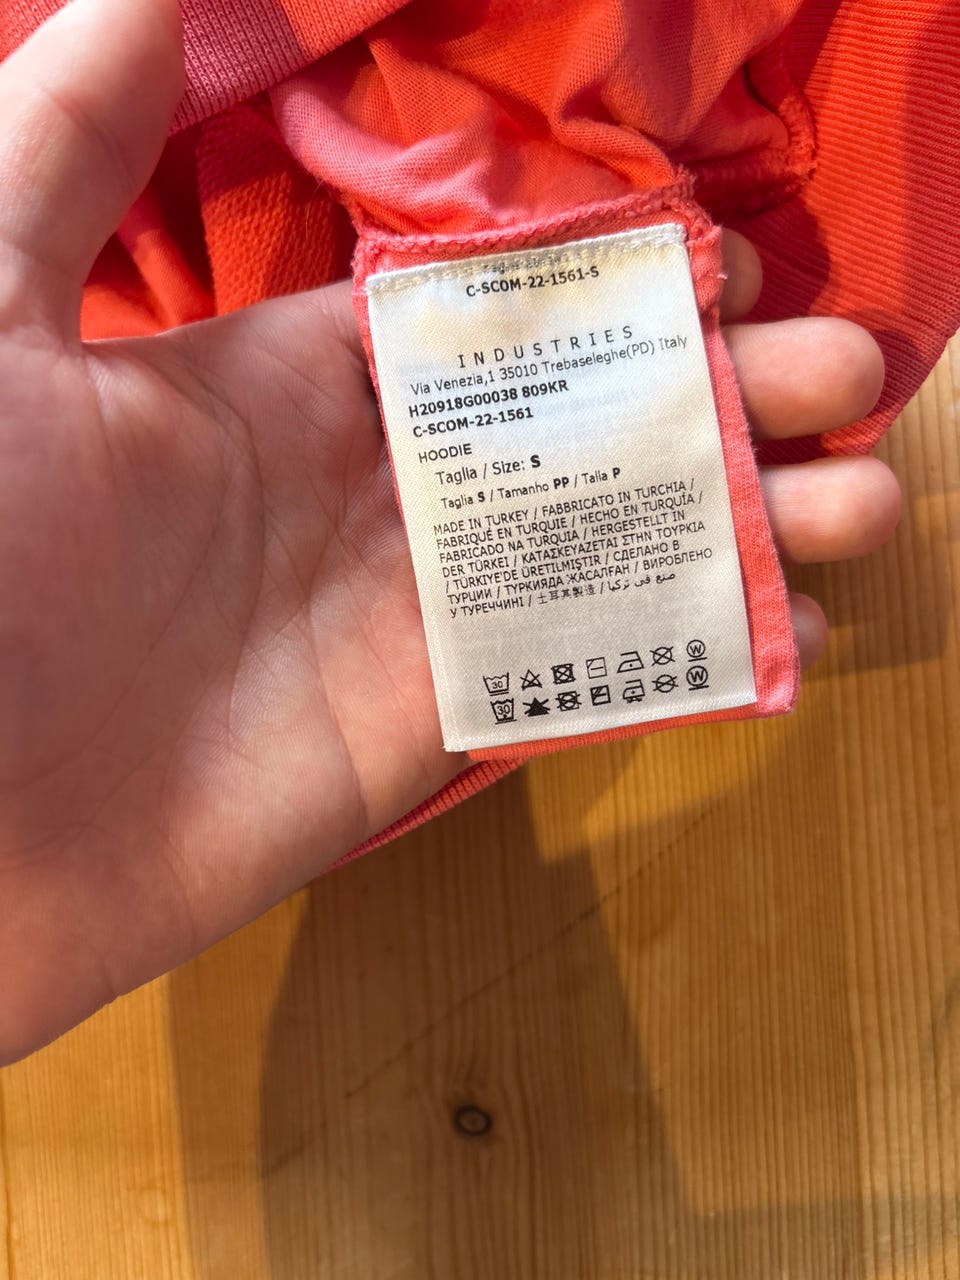 C-SCOM-22-1561-S
INDUSTRIES
Via Venezia,1 35010 Trebaseleghe(PD) Italy
H20918G00038 809KR
C-SCOM-22-1561
HOODIE
Taglia / Size: S
Taglia S / Tamanho PP / Talla P
MADE IN TURKEY / FABBRICATO IN TURCHIA /
FABRIQUÉ EN TURQUIE / HECHO EN TURQUÍA /
FABRICADO NA TURQUIA / HERGESTELLT IN
DER TÜRKEI / ΚΑΤΑΣΚΕΥΑΖΕΤΑΙ ΣΤΗΝ ΤΟΥΡΚΙΑ
/ TÜRKIYE'DE ÜRETILMIŞTIR / СДЕЛАНО В
ТУРЦИИ / ТҮРКИЯДА ЖАСАЛҒАН / ВИРОБЛЕНО
У ТУРЕЧЧИНІ / 土耳其製造 / صنع في تركيا
30 W
30 W